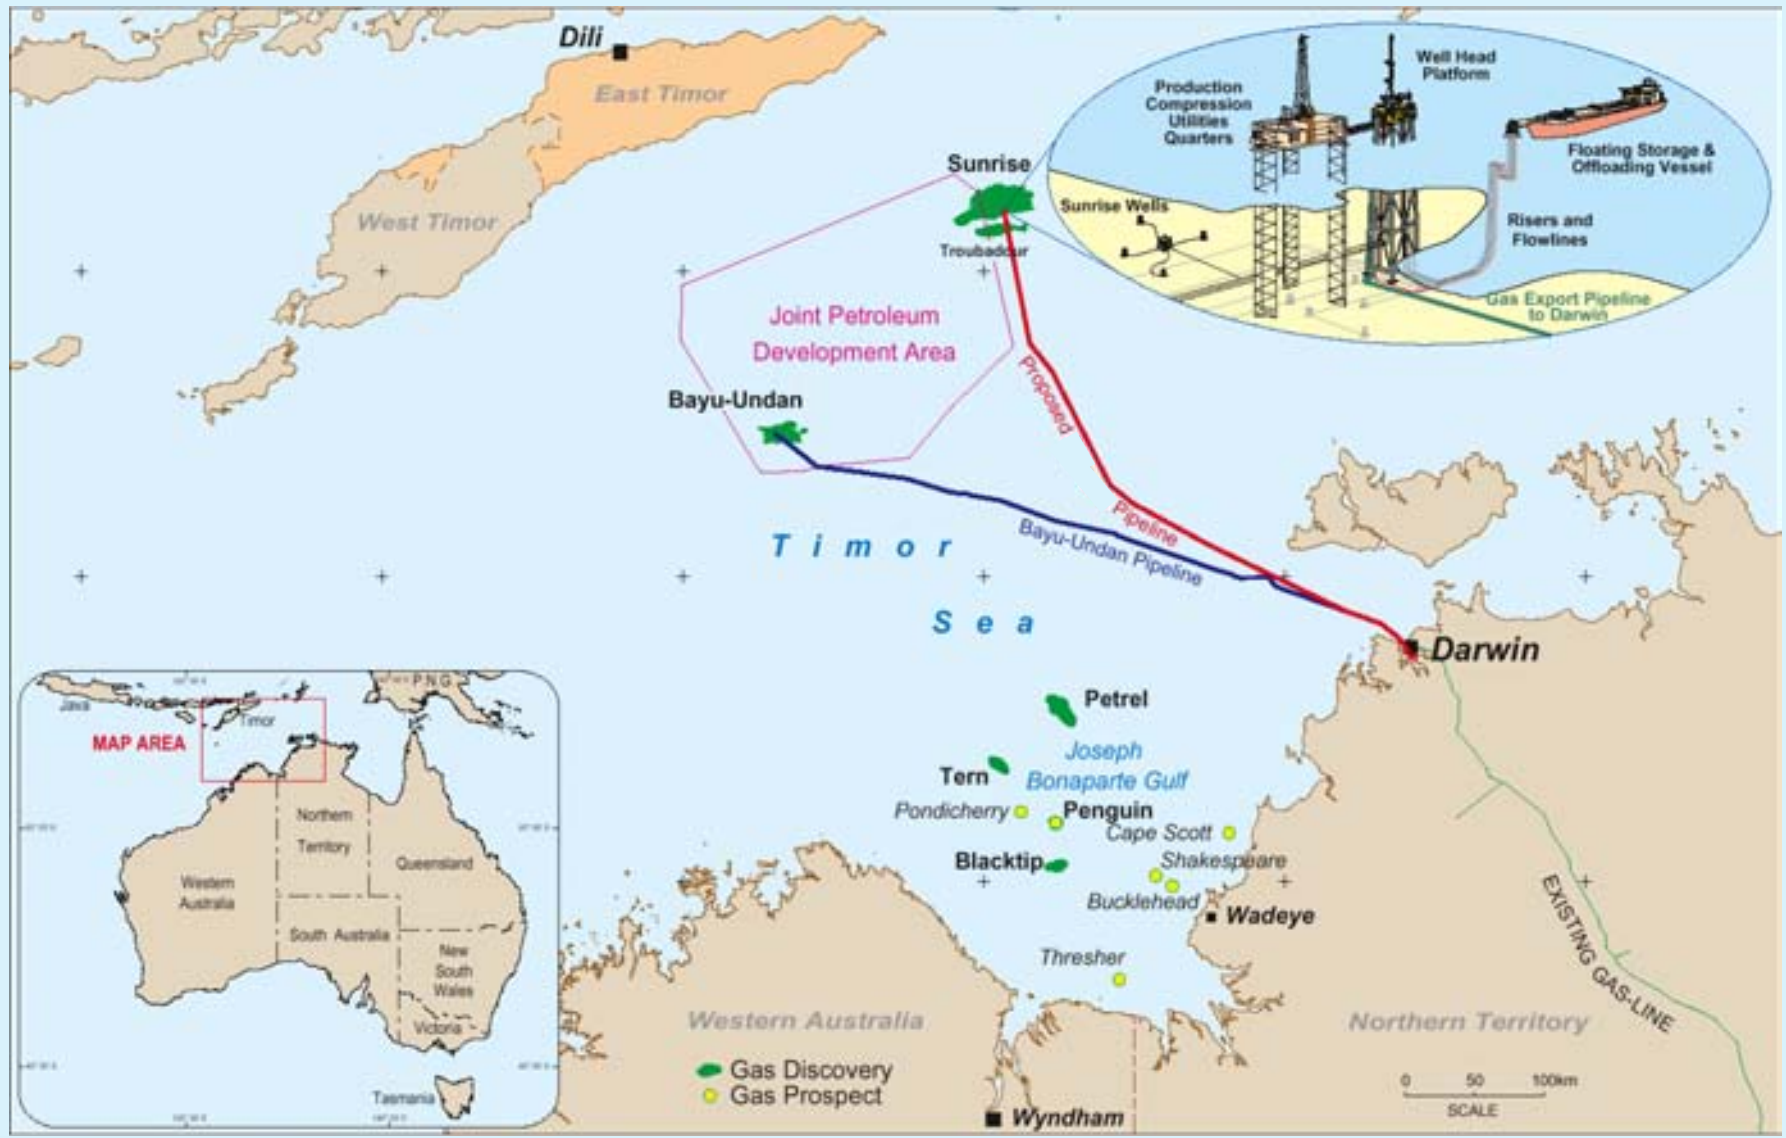 Dili
East Timor
West Timor
Sunrise
Troubadour
Joint Petroleum
Development Area
Bayu-Undan
Proposed
Pipeline
Bayu-Undan Pipeline
Timor
Sea
Production
Compression
Utilities
Quarters
Well Head
Platform
Floating Storage &
Offloading Vessel
Sunrise Wells
Risers and
Flowlines
Gas Export Pipeline
to Darwin
Darwin
Petrel
Joseph
Bonaparte Gulf
Tern
Pondicherry
Penguin
Cape Scott
Blacktip
Shakespeare
Bucklehead
Wadeye
Thresher
EXISTING GAS-LINE
Western Australia
Northern Territory
Gas Discovery
Gas Prospect
Wyndham
0 50 100km
SCALE
P.N.G
Java
Timor
MAP AREA
Northern
Territory
Queensland
Western
Australia
South Australia
New
South
Wales
Victoria
Tasmania